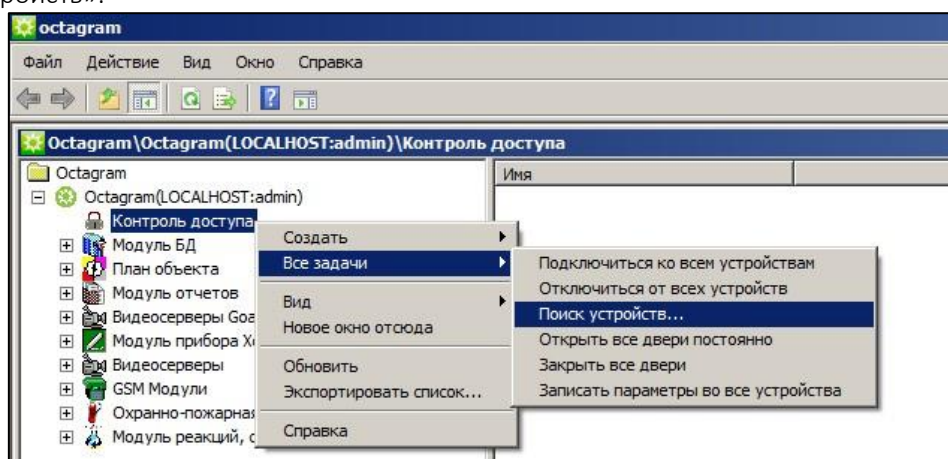 ройств».
octagram
Файл Действие Вид Окно Справка
Octagram\Octagram(LOCALHOST:admin)\Контроль доступа
Octagram
Имя
Octagram(LOCALHOST:admin)
Контроль доступа
Модуль БД
План объекта
Модуль отчетов
Видеосерверы Goa
Модуль прибора
Видеосерверы
GSM Модули
Охранно-пожарная
Модуль реакций, с
Создать
Все задачи
Вид
Новое окно отсюда
Обновить
Экспортировать список...
Справка
Подключиться ко всем устройствам
Отключиться от всех устройств
Поиск устройств...
Открыть все двери постоянно
Закрыть все двери
Записать параметры во все устройства